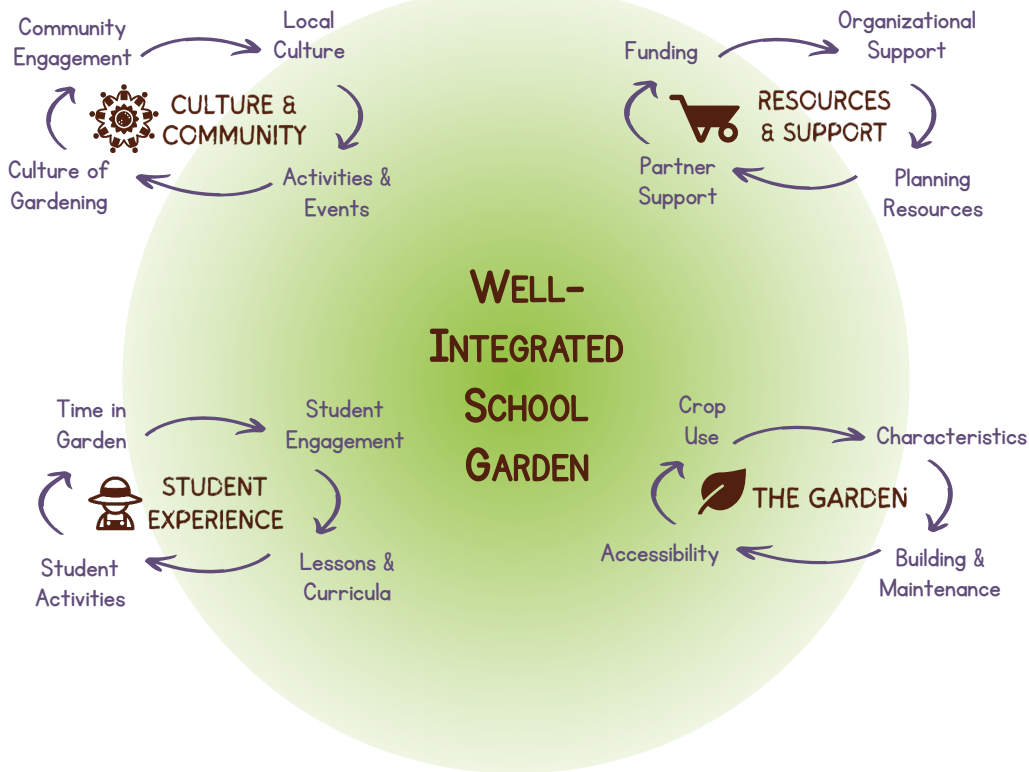 Community
Engagement
Local
Culture
CULTURE &
COMMUNITY
Culture of
Gardening
Activities &
Events
Funding
Organizational
Support
RESOURCES
& SUPPORT
Partner
Support
Planning
Resources
WELL-
INTEGRATED
SCHOOL
GARDEN
Time in
Garden
Student
Engagement
STUDENT
EXPERIENCE
Student
Activities
Lessons &
Curricula
Crop
Use
Characteristics
THE GARDEN
Accessibility
Building &
Maintenance